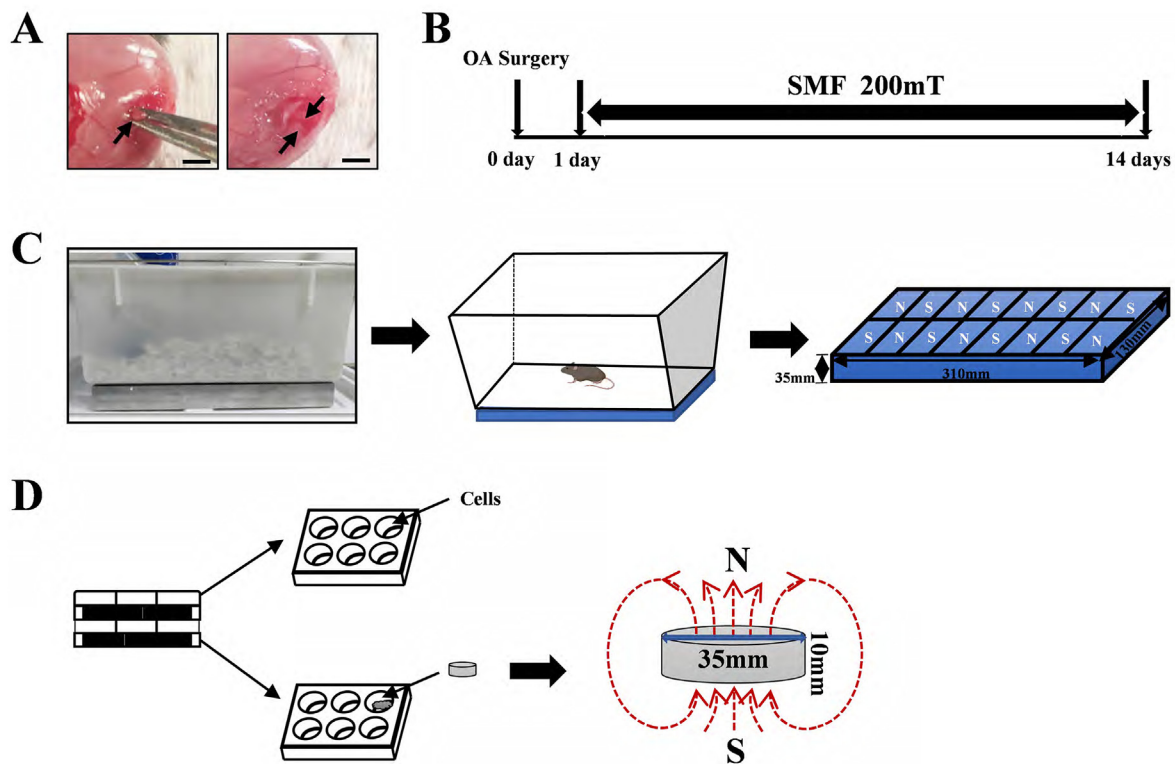 A
B
OA Surgery
SMF 200mT
0 day
1 day
14 days
C
N S N S N S N S
S N S N S N S N
35mm
310mm
130mm
D
Cells
N
35mm
10mm
S